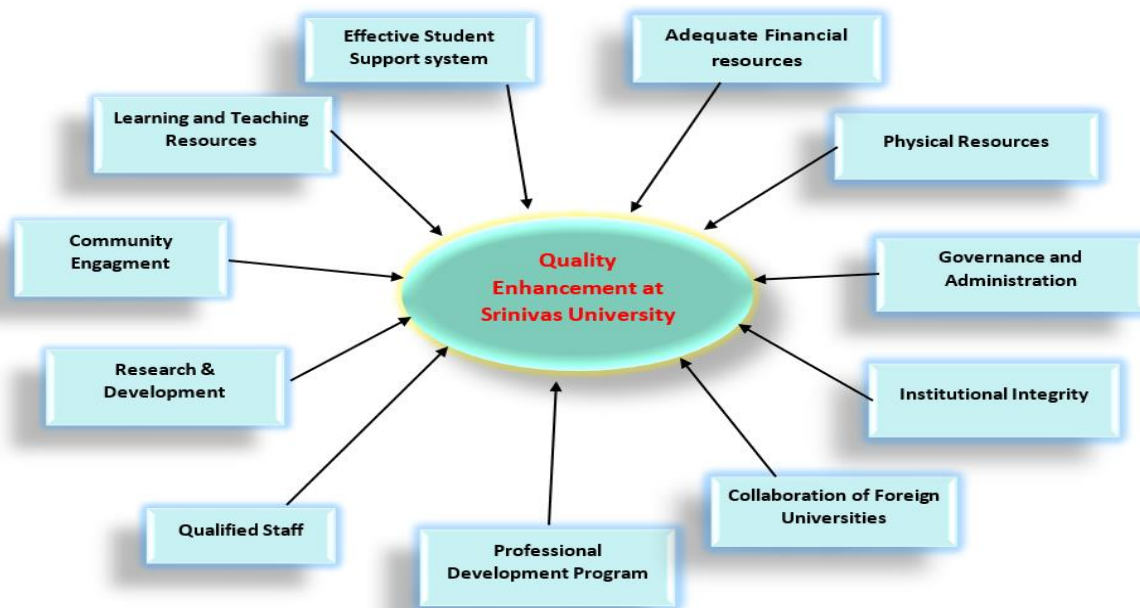 Effective Student
Support system
Adequate Financial
resources
Learning and Teaching
Resources
Physical Resources
Community
Engagment
Quality
Enhancement at
Srinivas University
Governance and
Administration
Research &
Development
Institutional Integrity
Qualified Staff
Professional
Development Program
Collaboration of Foreign
Universities